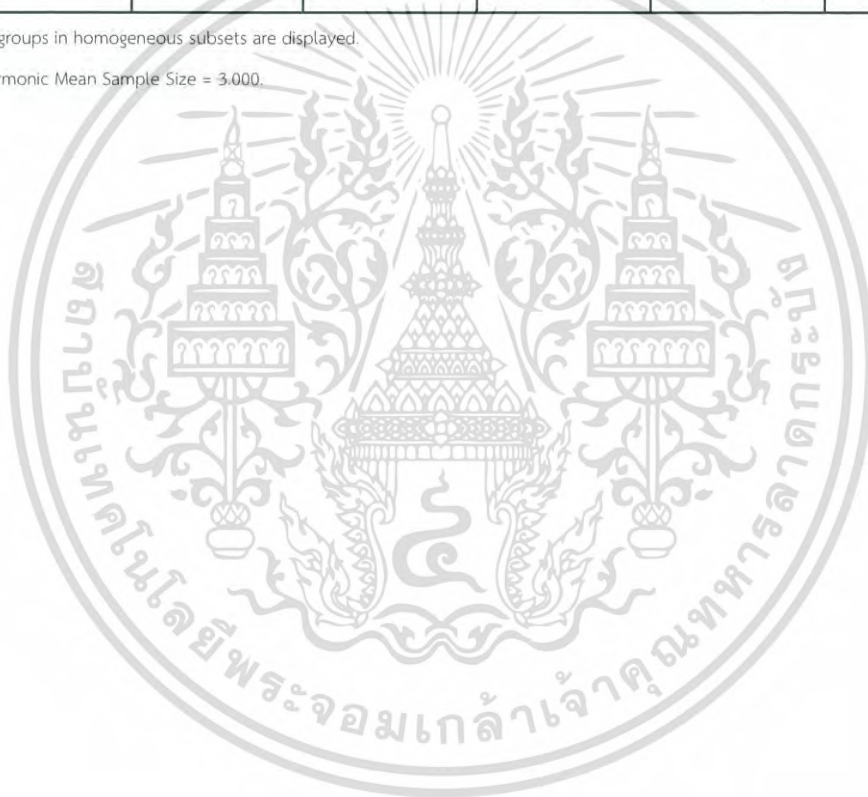 groups in homogeneous subsets are displayed.
rmonic Mean Sample Size = 3.000.
สถาบันเทคโนโลยีพระจอมเกล้าเจ้าคุณทหารลาดกระบัง
๔